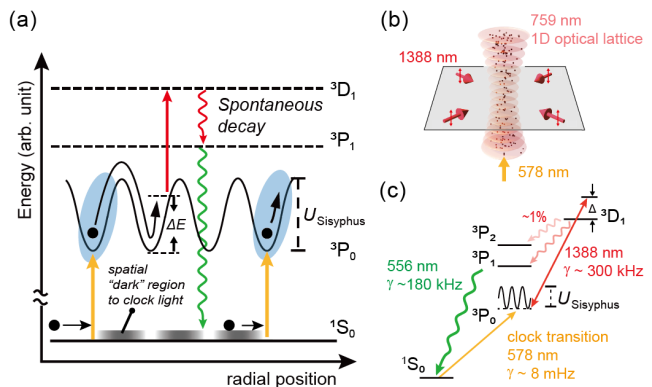 (a)
Energy (arb. unit)
Spontaneous
decay
³D₁
³P₁
ΔE
U_Sisyphus
³P₀
spatial
“dark” region
to clock light
¹S₀
radial position
(b)
759 nm
1D optical lattice
1388 nm
578 nm
(c)
~1%
Δ
³D₁
³P₂
³P₁
1388 nm
γ ~ 300 kHz
556 nm
γ ~180 kHz
³P₀
U_Sisyphus
clock transition
578 nm
γ ~ 8 mHz
¹S₀